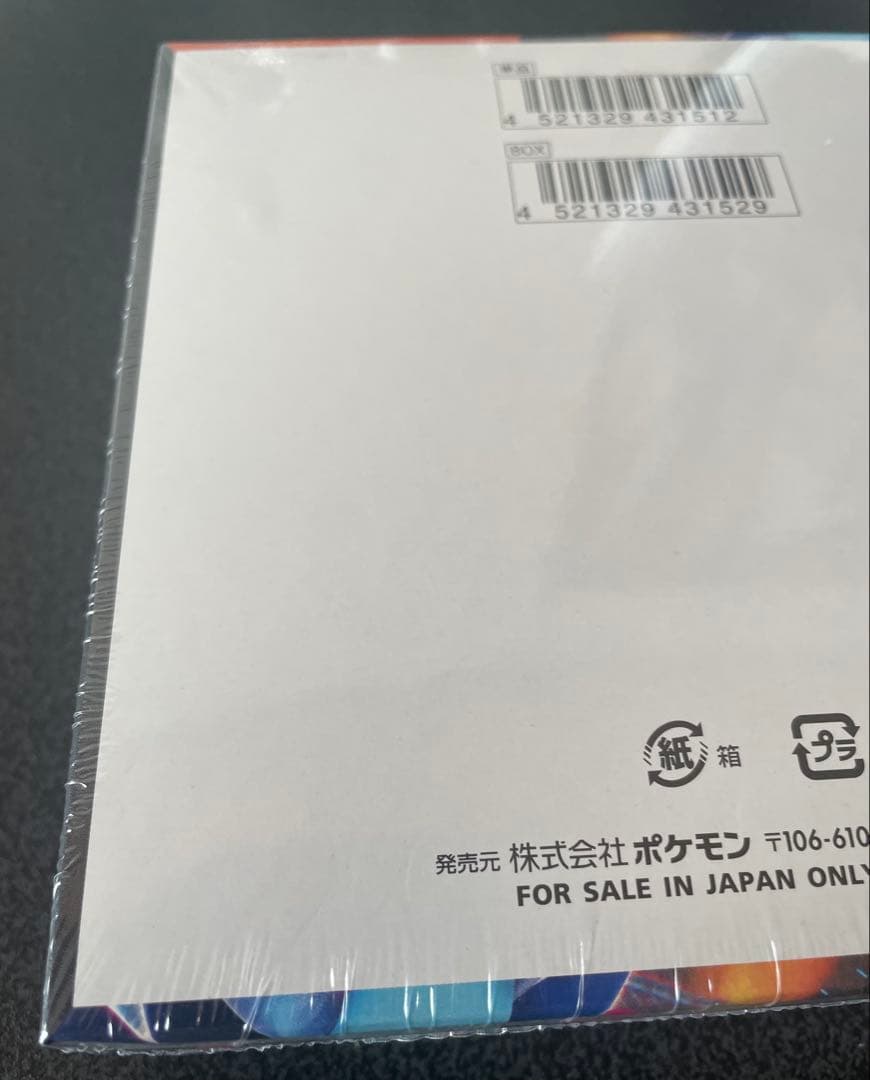 単品
4 521329 431512
BOX
4 521329 431529
紙 箱 プラ
発売元 株式会社ポケモン 〒106-610
FOR SALE IN JAPAN ONLY